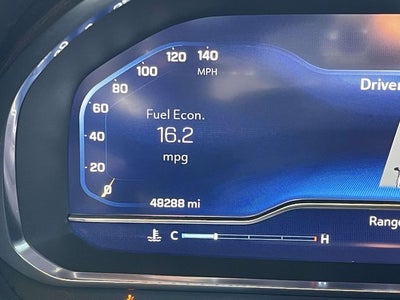 120 140
100 MPH
80
Driver
60
Fuel Econ.
40 16.2
mpg
20
0
48288 mi
Range
C H